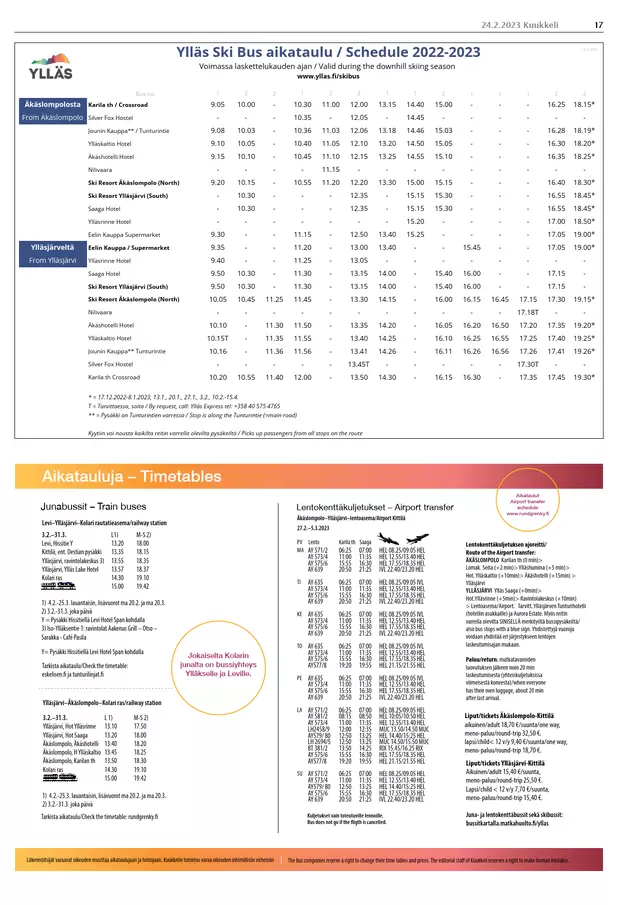 24.2.2023 Kuukkeli 17
YLLÄS
Ylläs Ski Bus aikataulu / Schedule 2022-2023
Voimassa laskettelukauden ajan / Valid during the downhill skiing season
www.yllas.fi/skibus
Bus no 1 2 2 1 2 2 1 1 2 2 2
Äkäslompolosta Karila th / Crossroad 9.05 10.00 - 10.30 11.00 12.00 13.15 14.40 15.00 - - - 16.25 18.15*
From Äkäslompolo Silver Fox Hostel - - - 10.35 - 12.05 - 14.45 - - - - - -
Jounin Kauppa** / Tunturintie 9.08 10.03 - 10.36 11.03 12.06 13.18 14.46 15.03 - - - 16.28 18.19*
Ylläskaltio Hotel 9.10 10.05 - 10.40 11.05 12.10 13.20 14.50 15.05 - - - 16.30 18.20*
Äkäshotelli Hotel 9.15 10.10 - 10.45 11.10 12.15 13.25 14.55 15.10 - - - 16.35 18.25*
Nilivaara - - - - 11.15 - - - - - - - - -
Ski Resort Äkäslompolo (North) 9.20 10.15 - 10.55 11.20 12.20 13.30 15.00 15.15 - - - 16.40 18.30*
Ski Resort Ylläsjärvi (South) - 10.30 - - - 12.35 - 15.15 15.30 - - - 16.55 18.45*
Saaga Hotel - 10.30 - - - 12.35 - 15.15 15.30 - - - 16.55 18.45*
Ylläsrinne Hotel - - - - - - - 15.20 - - - - 17.00 18.50*
Eelin Kauppa Supermarket 9.30 - - 11.15 - 12.50 13.40 15.25 - - - - 17.05 19.00*
Ylläsjärveltä Eelin Kauppa / Supermarket 9.35 - - 11.20 - 13.00 13.40 - - 15.45 - - 17.05 19.00*
From Ylläsjärvi Ylläsrinne Hotel 9.40 - - 11.25 - 13.05 - - - - - - - -
Saaga Hotel 9.50 10.30 - 11.30 - 13.15 14.00 - 15.40 16.00 - - 17.15 -
Ski Resort Ylläsjärvi (South) 9.50 10.30 - 11.30 - 13.15 14.00 - 15.40 16.00 - - 17.15 -
Ski Resort Äkäslompolo (North) 10.05 10.45 11.25 11.45 - 13.30 14.15 - 16.00 16.15 16.45 17.15 17.30 19.15*
Nilivaara - - - - - - - - - - - 17.18T - -
Äkäshotelli Hotel 10.10 - 11.30 11.50 - 13.35 14.20 - 16.05 16.20 16.50 17.20 17.35 19.20*
Ylläskaltio Hotel 10.15T - 11.35 11.55 - 13.40 14.25 - 16.10 16.25 16.55 17.25 17.40 19.25*
Jounin Kauppa** Tunturintie 10.16 - 11.36 11.56 - 13.41 14.26 - 16.11 16.26 16.56 17.26 17.41 19.26*
Silver Fox Hostel - - - - - 13.45T - - - - - 17.30T - -
Karila th Crossroad 10.20 10.55 11.40 12.00 - 13.50 14.30 - 16.15 16.30 - 17.35 17.45 19.30*
* = 17.12.2022-8.1.2023, 13.1., 20.1., 27.1., 3.2., 10.2.-15.4.
T = Tarvittaessa, soita / By request, call: Ylläs Express tel: +358 40 575 4765
** = Pysäkki on Tunturintien varressa / Stop is along the Tunturintie (=main road)
Kyytiin voi nousta kaikilta reitin varrella olevilta pysäkeiltä / Picks up passengers from all stops on the route
Aikatauluja – Timetables
Junabussit – Train buses
Levi–Ylläsjärvi–Kolari rautatieasema/railway station
3.2.–31.3. L1) M-S 2)
Levi, Hissitie Y 13.20 18.00
Kittilä, ent. Destian pysäkki 13.35 18.15
Ylläsjärvi, ravintolakeskus 3) 13.55 18.35
Ylläsjärvi, Ylläs Lake Hotel 13.57 18.37
Kolari ras 14.30 19.10
15.00 19.42
1) 4.2.–25.3. lauantaisin, lisävuorot ma 20.2. ja ma 20.3.
2) 3.2.-31.3. joka päivä
Y = Pysäkki Hissitiellä Levi Hotel Span kohdalla
3) Iso-Ylläksentie 1: ravintolat Aakenus Grill – Otso –
Sarakka - Café Pasila
Y= Pysäkki Hissitiellä Levi Hotel Span kohdalla
Tarkista aikataulu/Check the timetable:
eskelisen.fi ja tunturilinjat.fi
Jokaiselta Kolarin
junalta on bussiyhteys
Ylläkselle ja Leville.
Ylläsjärvi–Äkäslompolo–Kolari ras/railway station
3.2.—31.3. L 1) M-S 2)
Ylläsjärvi, Hot Ylläsrinne 13.10 17.50
Ylläsjärvi, Hot Saaga 13.20 18.00
Äkäslompolo, Äkäshotelli 13.40 18.20
Äkäslompolo, H Ylläskaltio 13.45 18.25
Äkäslompolo, Karilan th 13.50 18.30
Kolari ras 14.30 19.10
15.00 19.42
1) 4.2.–25.3. lauantaisin, lisävuorot ma 20.2. ja ma 20.3.
2) 3.2.–31.3. joka päivä
Tarkista aikataulu/Check the timetable: rundgrenky.fi
Lentokenttäkuljetukset – Airport transfer
Äkäslompolo–Ylläsjärvi–lentoasema/Airport Kittilä
27.2.–5.3.2023
PV Lento Karila th Saaga
MA AY 571/2 06:25 07:00 HEL 08.25/09.05 HEL
AY 573/4 11:00 11:35 HEL 12.55/13.40 HEL
AY 575/6 15:55 16:30 HEL 17.55/18.35 HEL
AY 639 20:50 21:25 IVL 22.40/23.20 HEL
TI AY 635 06:25 07:00 HEL 08.25/09.05 IVL
AY 573/4 11:00 11:35 HEL 12.55/13.40 HEL
AY 575/6 15:55 16:30 HEL 17.55/18.35 HEL
AY 639 20:50 21:25 IVL 22.40/23.20 HEL
KE AY 635 06:25 07:00 HEL 08.25/09.05 IVL
AY 573/4 11:00 11:35 HEL 12.55/13.40 HEL
AY 575/6 15:55 16:30 HEL 17.55/18.35 HEL
AY 639 20:50 21:25 IVL 22.40/23.20 HEL
TO AY 635 06:25 07:00 HEL 08.25/09.05 IVL
AY 573/4 11:00 11:35 HEL 12.55/13.40 HEL
AY 575/6 15:55 16:30 HEL 17.55/18.35 HEL
AY577/8 19:20 19:55 HEL 21.15/21.55 HEL
PE AY 635 06:25 07:00 HEL 08.25/09.05 IVL
AY 573/4 11:00 11:35 HEL 12.55/13.40 HEL
AY 575/6 15:55 16:30 HEL 17.55/18.35 HEL
AY 639 20:50 21:25 IVL 22.40/23.20 HEL
LA AY 571/2 06:25 07:00 HEL 08.25/09.05 HEL
AY 581/2 08:15 08:50 HEL 10:05/10:50 HEL
AY 573/4 11:00 11:35 HEL 12.55/13.40 HEL
LH2458/9 12:00 12:35 MUC 13.50/14.50 MUC
AY579/ 80 12:50 13:25 HEL 14.40/15:25 HEL
LH 2694/5 12:50 13:25 MUC 14.50/15.50 MUC
BT 381/2 13:50 14:25 RIX 15.45/16.25 RIX
AY 575/6 15:55 16:30 HEL 17.55/18.35 HEL
AY577/8 19:20 19:55 HEL 21.15/21.55 HEL
SU AY 571/2 06:25 07:00 HEL 08.25/09.05 HEL
AY 573/4 11:00 11:35 HEL 12.55/13.40 HEL
AY579/ 80 12:50 13:25 HEL 14.40/15:25 HEL
AY 575/6 15:55 16:30 HEL 17.55/18.35 HEL
AY 639 20:50 21:25 IVL 22.40/23.20 HEL
Kuljetukset vain toteutuville lennoille.
Bus does not go if the fligth is cancelled.
Aikataulut
Airport transfer
schedule
www.rundgrenky.fi
Lentokenttäkuljetuksen ajoreitti/
Route of the Airport transfer:
ÄKÄSLOMPOLO Karilan th (0 min)>
Lomak. Seita (+2 min)> Ylläshumina (+5 min)>
Hot. Ylläskaltio (+10min)> Äkäshotelli (+15min) >
Ylläsjärvi
YLLÄSJÄRVI: Ylläs Saaga (+0min)>
Hot.Ylläsrinne (+5min)> Ravintolakeskus (+10min)
> Lentoasema/Airport. Tarvitt. Ylläsjärven Tunturihotelli
(hotellin asiakkaille) ja Aurora Estate. Myös reitin
varrella olevilta SINISELLÄ merkityiltä bussipysäkeiltä/
also bus stops with a blue sign. Yhdistettyjä vuoroja
voidaan yhdistää eri järjestykseen lentojen
laskeutumisajan mukaan.
Paluu/return. matkatavaroiden
luovutuksen jälkeen noin 20 min
laskeutumisesta (yhteiskuljetuksissa
viimeisestä koneesta)/when everyone
has their own luggage, about 20 min
after last arrival.
Liput/tickets Äkäslompolo-Kittilä
aikuinen/adult 18,70 €/suunta/one way,
meno-paluu/round-trip 32,50 €.
lapsi/child< 12 v/y 9,40 €/suunta/one way,
meno-paluu/round-trip 18,70 €.
Liput/tickets Ylläsjärvi-Kittilä
Aikuinen/adult 15,40 €/suunta,
meno-paluu/round-trip 25,50 €.
Lapsi/child < 12 v/y 7,70 €/suunta,
meno-paluu/round-trip 15,40 €.
Juna- ja lentokenttäbussit sekä skibussit:
bussitkartalla.matkahuolto.fi/yllas
Liikennöitsijät varaavat oikeuden muuttaa aikataulujaan ja hintojaan. Kuukkelin toimitus varaa oikeuden inhimillisiin virheisiin | The bus companies reserve a right to change their time tables and prices. The editorial staff of Kuukkeli reserves a right to make human mistakes.